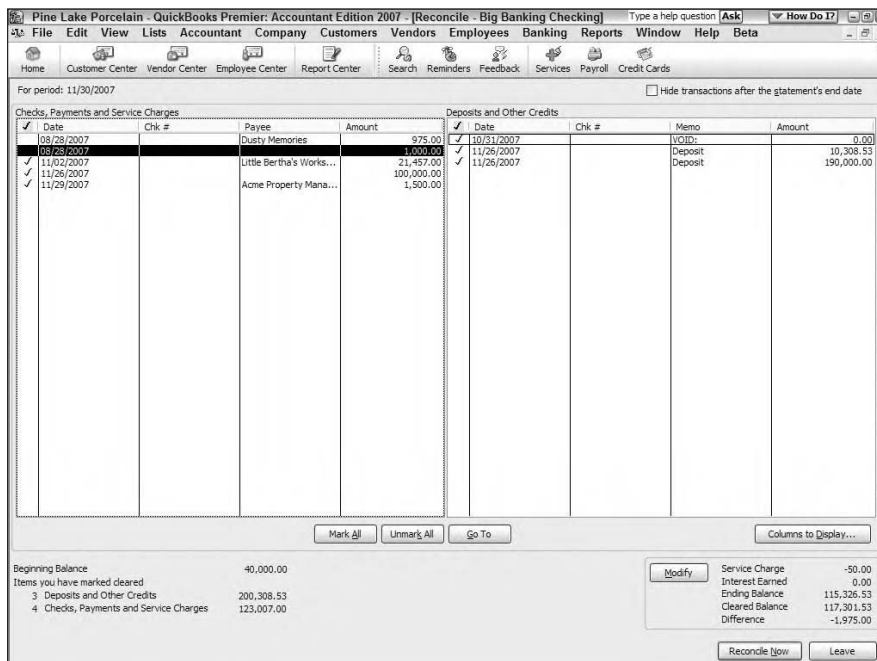 Pine Lake Porcelain - QuickBooks Premier: Accountant Edition 2007 - [Reconcile - Big Banking Checking] Type a help question Ask How Do I?
File Edit View Lists Accountant Company Customers Vendors Employees Banking Reports Window Help Beta
Home Customer Center Vendor Center Employee Center Report Center Search Reminders Feedback Services Payroll Credit Cards
For period: 11/30/2007 Hide transactions after the statement's end date
Checks, Payments and Service Charges Deposits and Other Credits
✓ Date Chk # Payee Amount ✓ Date Chk # Memo Amount
08/28/2007 Dusty Memories 975.00 ✓ 10/31/2007 VOID: 0.00
08/28/2007 1,000.00 ✓ 11/26/2007 Deposit 10,308.53
✓ 11/02/2007 Little Bertha's Works... 21,457.00 ✓ 11/26/2007 Deposit 190,000.00
✓ 11/26/2007 100,000.00
✓ 11/29/2007 Acme Property Mana... 1,500.00
Mark All Unmark All Go To Columns to Display...
Beginning Balance 40,000.00 Modify Service Charge -50.00
Items you have marked cleared Interest Earned 0.00
3 Deposits and Other Credits 200,308.53 Ending Balance 115,326.53
4 Checks, Payments and Service Charges 123,007.00 Cleared Balance 117,301.53
Difference -1,975.00
Reconcile Now Leave